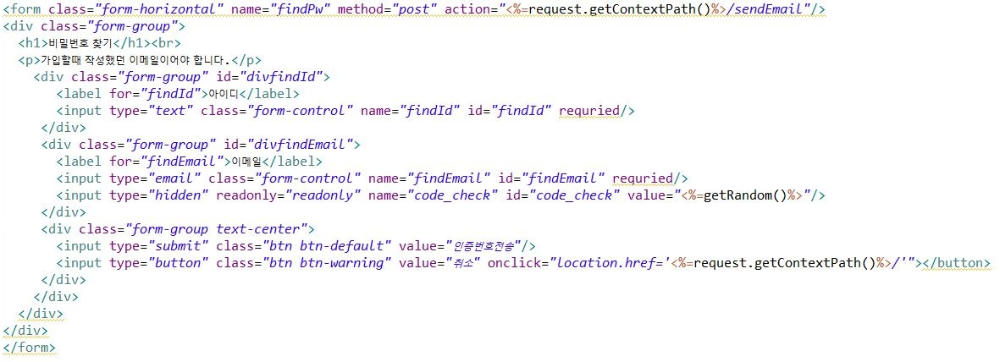 <form class="form-horizontal" name="findPw" method="post" action="<%=request.getContextPath()%>/sendEmail"/>
<div class="form-group">
<h1>비밀번호 찾기</h1><br>
<p>가입할때 작성했던 이메일이어야 합니다.</p>
<div class="form-group" id="divfindId">
<label for="findId">아이디</label>
<input type="text" class="form-control" name="findId" id="findId" requried/>
</div>
<div class="form-group" id="divfindEmail">
<label for="findEmail">이메일</label>
<input type="email" class="form-control" name="findEmail" id="findEmail" requried/>
<input type="hidden" readonly="readonly" name="code_check" id="code_check" value="<%=getRandom()%>"/>
</div>
<div class="form-group text-center">
<input type="submit" class="btn btn-default" value="인증번호전송"/>
<input type="button" class="btn btn-warning" value="취소" onclick="location.href='<%=request.getContextPath()%>/'"></button>
</div>
</div>
</div>
</div>
</form>